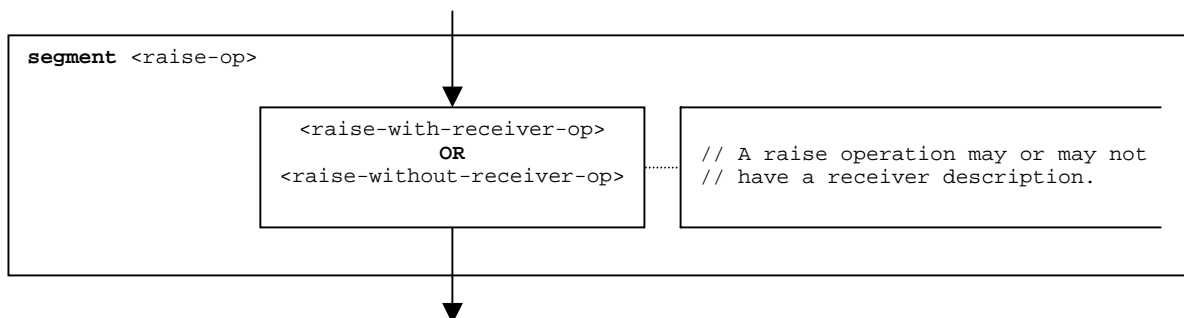 segment <raise-op>
<raise-with-receiver-op>
OR
<raise-without-receiver-op>
// A raise operation may or may not
// have a receiver description.